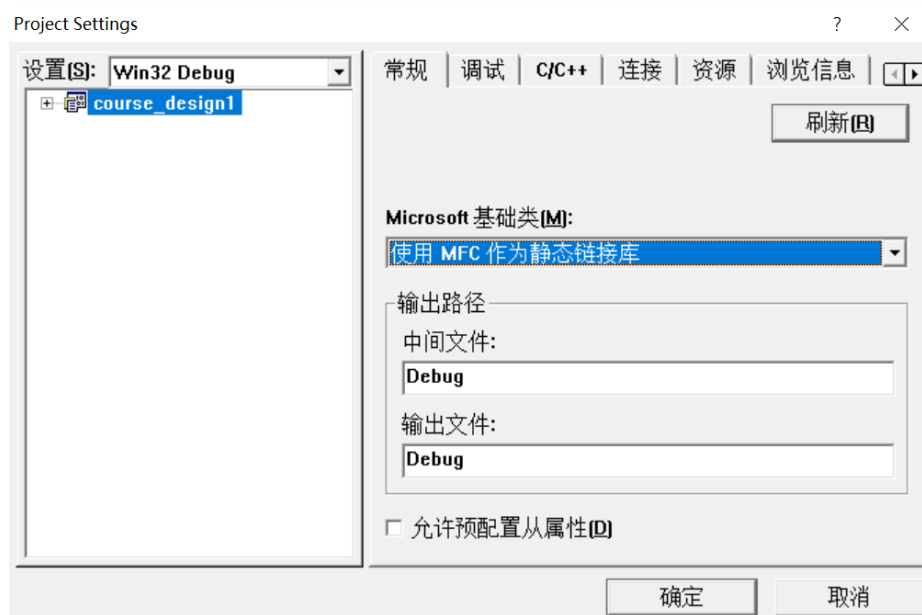 Project Settings
设置(S): Win32 Debug
course_design1
常规 调试 C/C++ 连接 资源 浏览信息
刷新(R)
Microsoft 基础类(M):
使用 MFC 作为静态链接库
输出路径
中间文件:
Debug
输出文件:
Debug
允许预配置从属性(D)
确定 取消